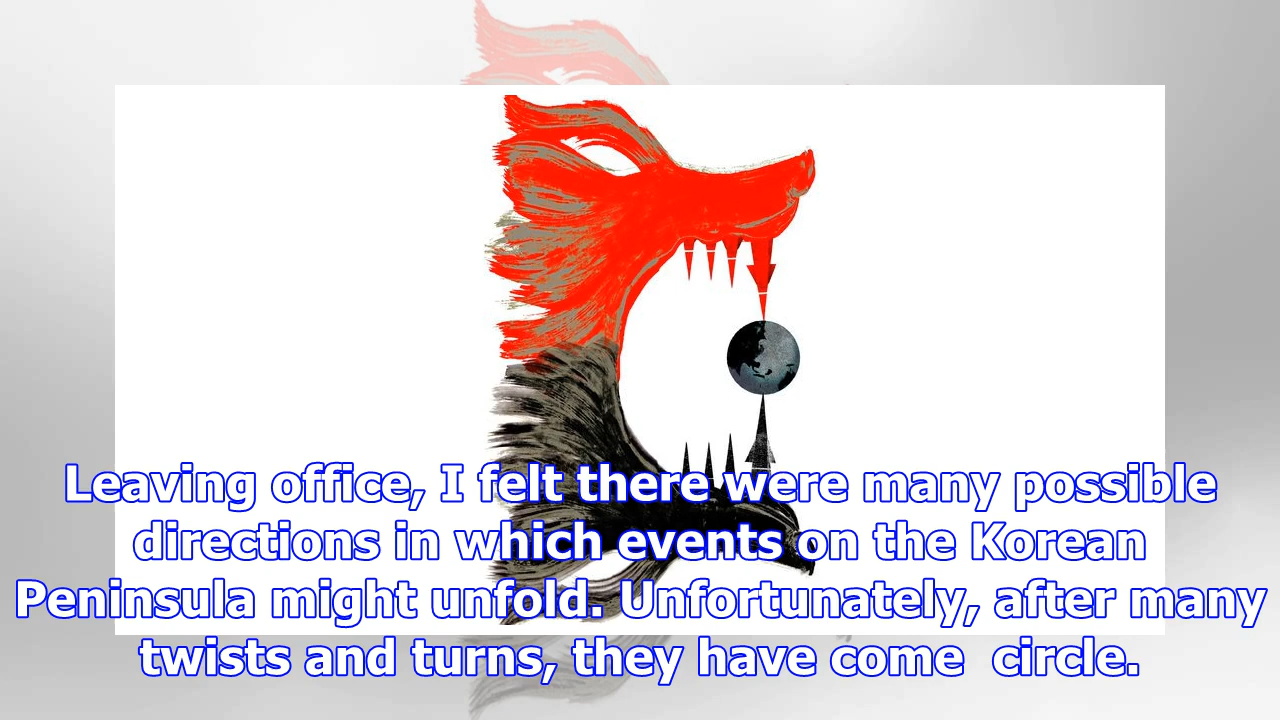 Leaving office, I felt there were many possible
directions in which events on the Korean
Peninsula might unfold. Unfortunately, after many
twists and turns, they have come  circle.